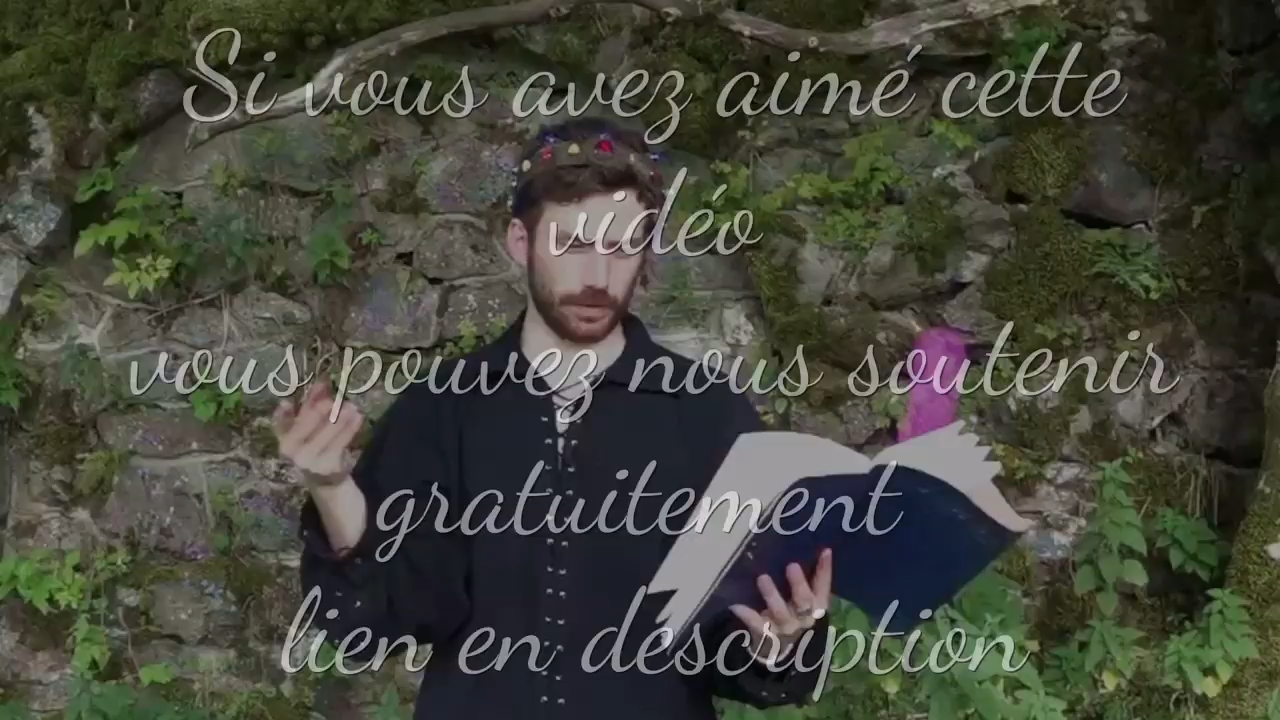 Si vous avez aimé cette
vidéo
vous pouvez nous soutenir
gratuitement
lien en description